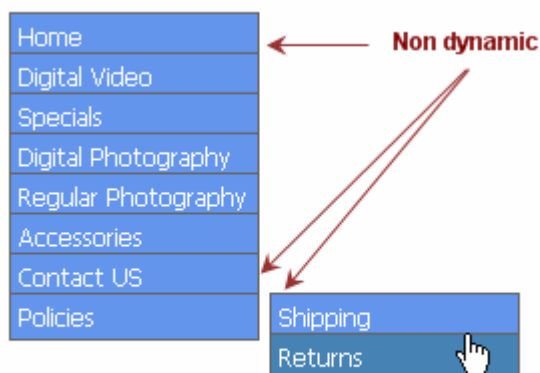 Home
Non dynamic
Digital Video
Specials
Digital Photography
Regular Photography
Accessories
Contact US
Policies
Shipping
Returns